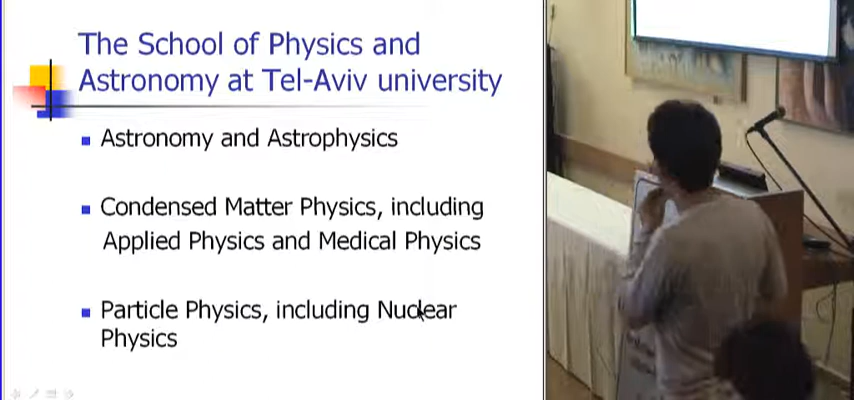 The School of Physics and
Astronomy at Tel-Aviv university
Astronomy and Astrophysics
Condensed Matter Physics, including
Applied Physics and Medical Physics
Particle Physics, including Nuclear
Physics